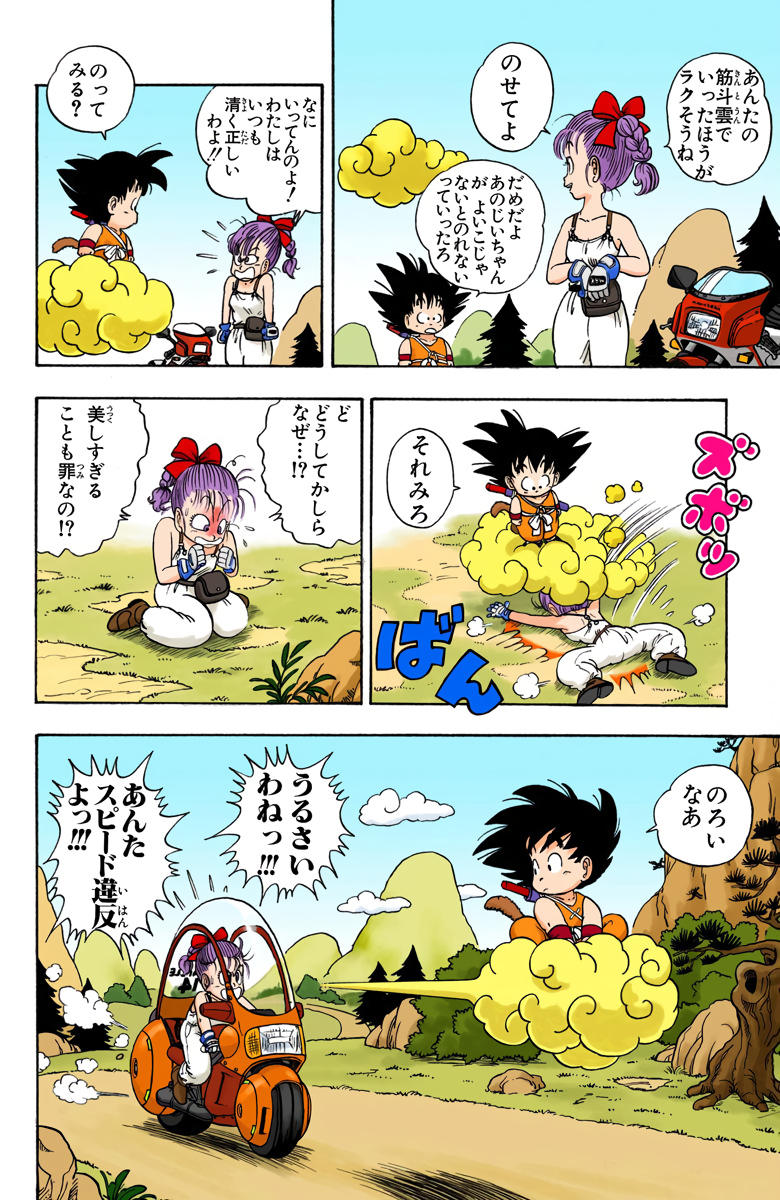 あんたの
筋斗雲で
いったほうが
ラクそうね
のせてよ
だめだよ
あのじいちゃん
が よいこじゃ
ないとのれない
っていったろ
なに
いってんのよ!
わたしは
いつも
清く正しい
わよ!!
のって
みる?
ズボッ
それみろ
ばん
ど
どうしてかしら
なぜ…!?
美しすぎる
ことも罪なの!?
のろい
なあ
うるさい
わねっ!!!
あんた
スピード違反
よっ!!!